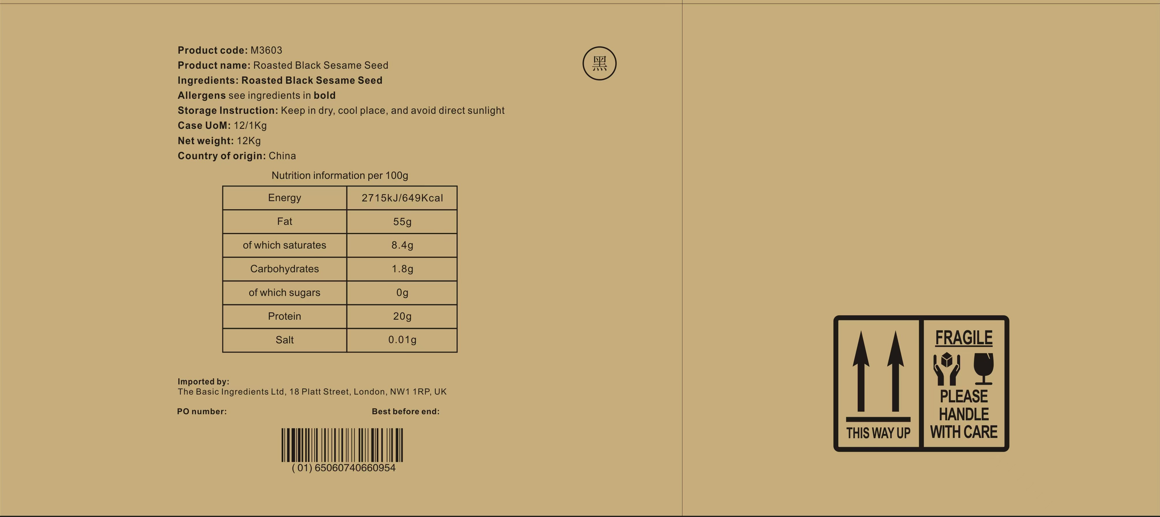 Product code: M3603
Product name: Roasted Black Sesame Seed
Ingredients: Roasted Black Sesame Seed
Allergens see ingredients in bold
Storage Instruction: Keep in dry, cool place, and avoid direct sunlight
Case UoM: 12/1Kg
Net weight: 12Kg
Country of origin: China
黑
Nutrition information per 100g
Energy 2715kJ/649Kcal
Fat 55g
of which saturates 8.4g
Carbohydrates 1.8g
of which sugars 0g
Protein 20g
Salt 0.01g
Imported by:
The Basic Ingredients Ltd, 18 Platt Street, London, NW1 1RP, UK
PO number: Best before end:
( 01) 65060740660954
THIS WAY UP
FRAGILE
PLEASE
HANDLE
WITH CARE